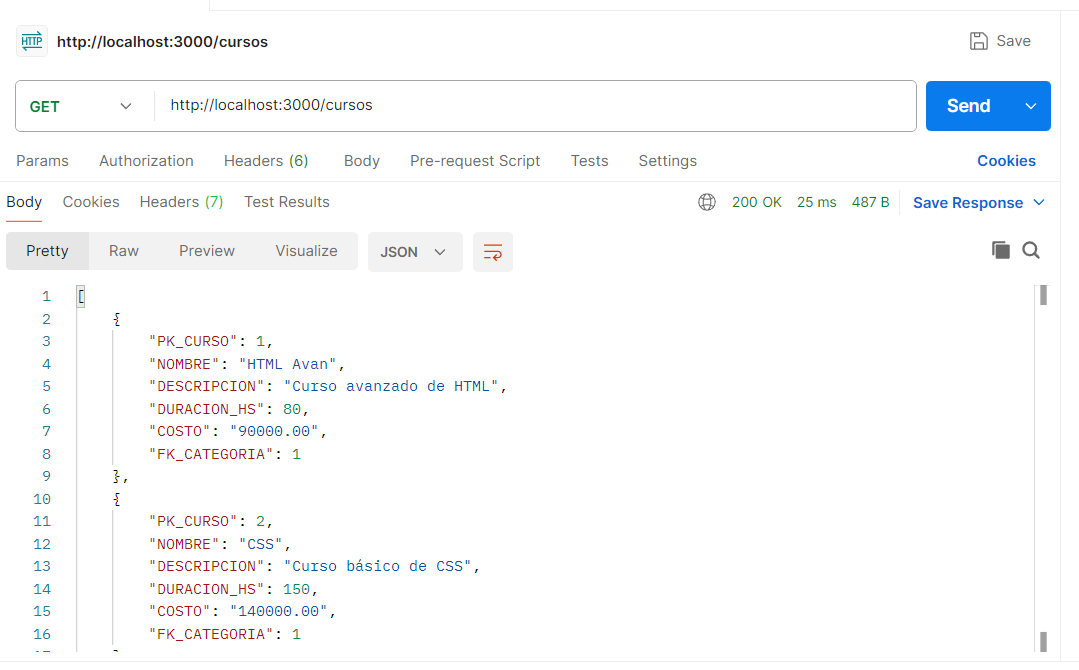 HTTP http://localhost:3000/cursos Save
GET http://localhost:3000/cursos Send
Params Authorization Headers (6) Body Pre-request Script Tests Settings Cookies
Body Cookies Headers (7) Test Results 200 OK 25 ms 487 B Save Response
Pretty Raw Preview Visualize JSON
1 [
2 {
3 "PK_CURSO": 1,
4 "NOMBRE": "HTML Avan",
5 "DESCRIPCION": "Curso avanzado de HTML",
6 "DURACION_HS": 80,
7 "COSTO": "90000.00",
8 "FK_CATEGORIA": 1
9 },
10 {
11 "PK_CURSO": 2,
12 "NOMBRE": "CSS",
13 "DESCRIPCION": "Curso básico de CSS",
14 "DURACION_HS": 150,
15 "COSTO": "140000.00",
16 "FK_CATEGORIA": 1